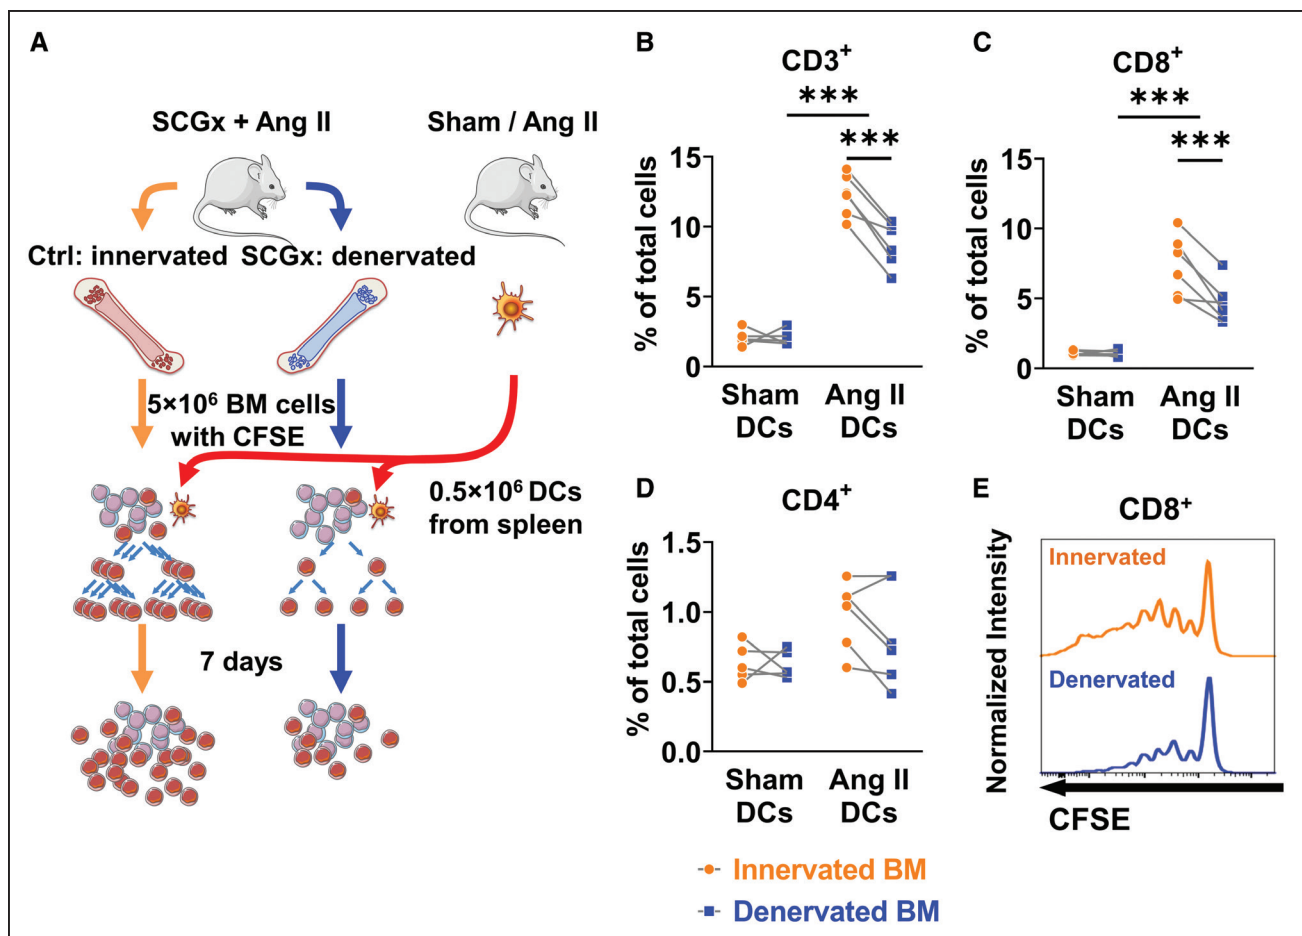 A
SCGx + Ang II
Sham / Ang II
Ctrl: innervated
SCGx: denervated
5×10⁶ BM cells
with CFSE
0.5×10⁶ DCs
from spleen
7 days
B
CD3⁺
***
***
% of total cells
15
10
5
0
Sham
DCs
Ang II
DCs
C
CD8⁺
***
***
% of total cells
15
10
5
0
Sham
DCs
Ang II
DCs
D
CD4⁺
% of total cells
1.5
1.0
0.5
0.0
Sham
DCs
Ang II
DCs
E
CD8⁺
Normalized Intensity
Innervated
Denervated
CFSE
Innervated BM
Denervated BM